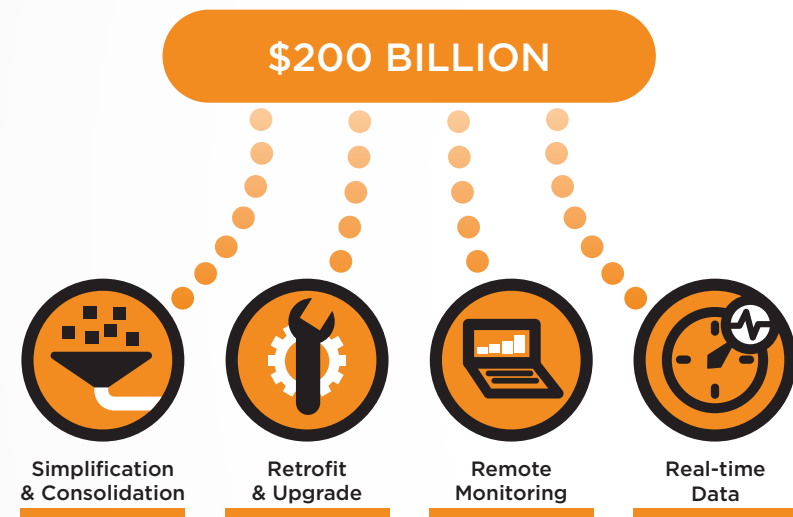 $200 BILLION
Simplification
& Consolidation
Retrofit
& Upgrade
Remote
Monitoring
Real-time
Data